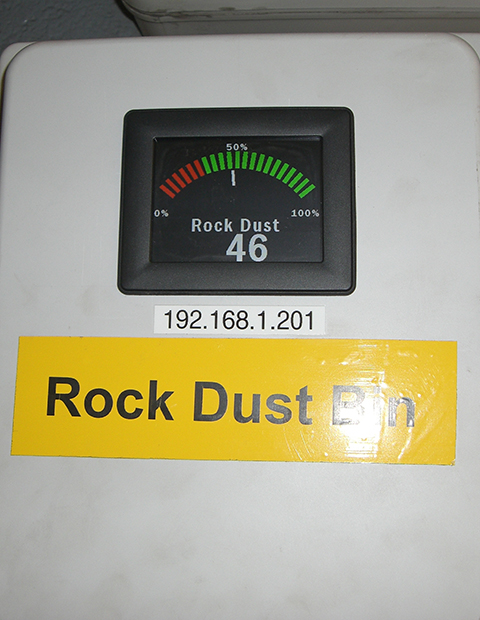 50%
0% 100%
Rock Dust
46
192.168.1.201
Rock Dust Bin